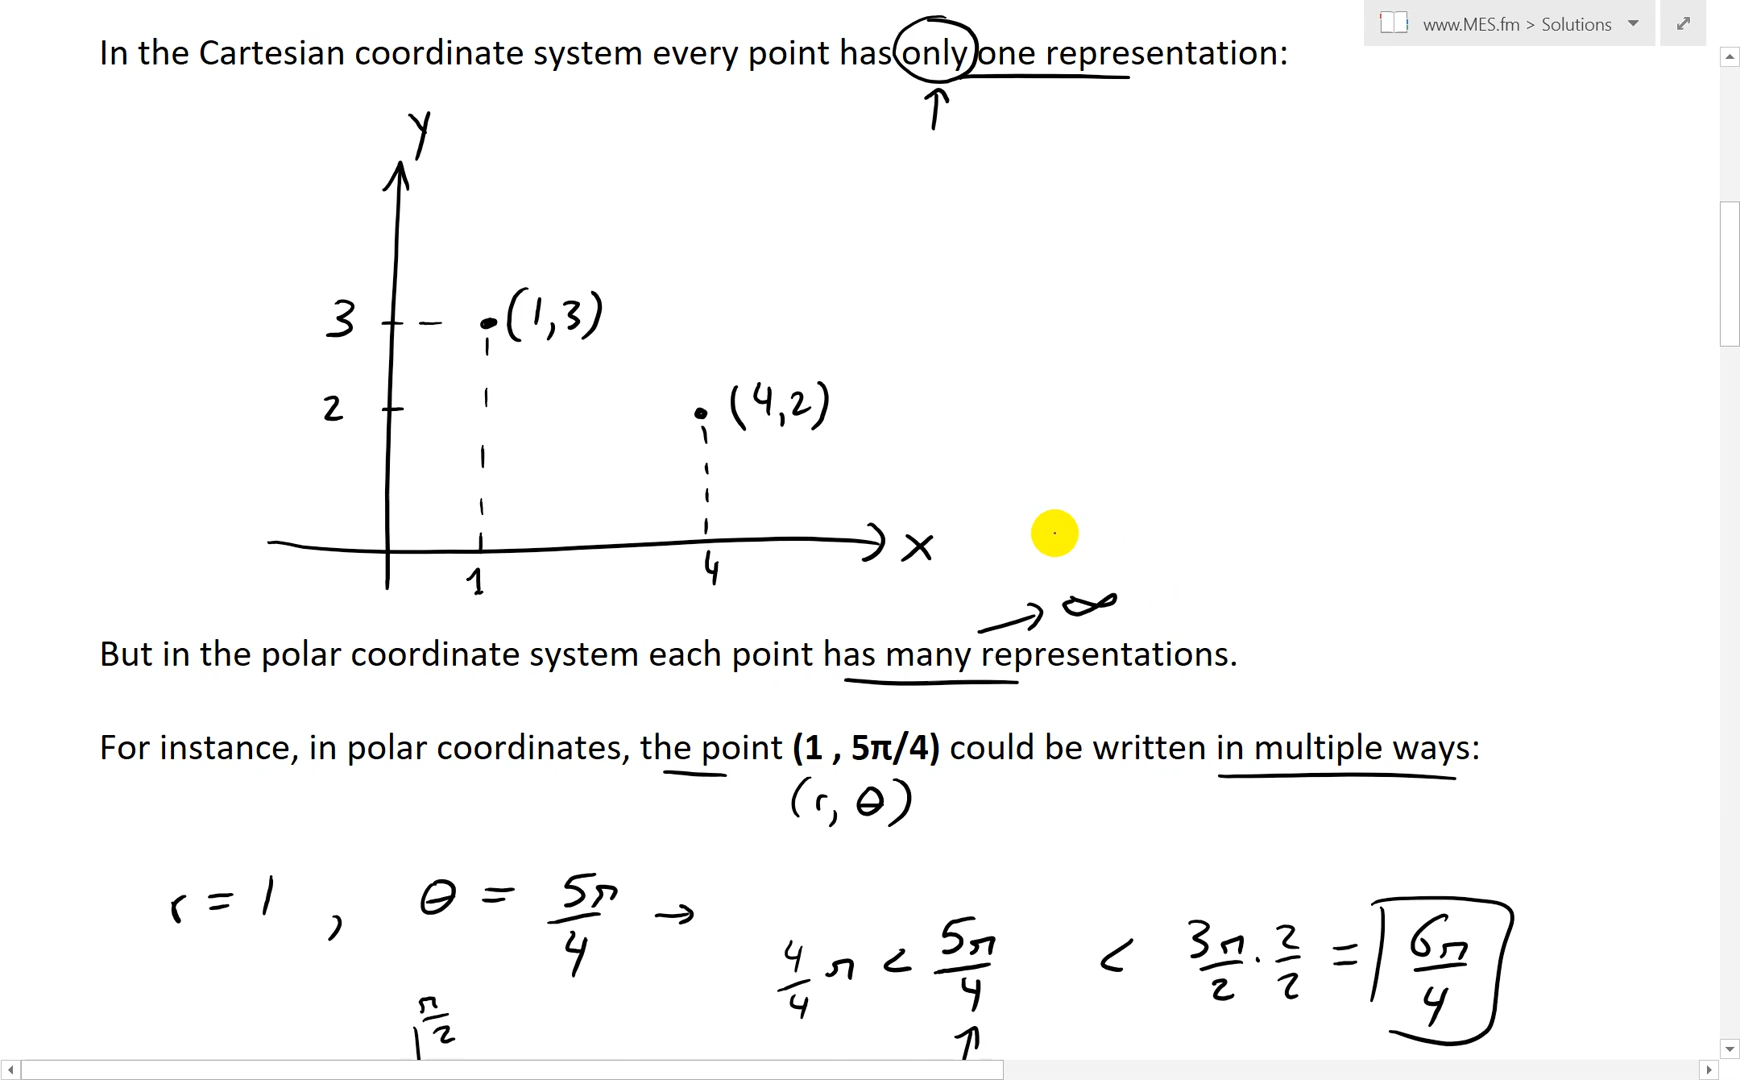 www.MES.fm > Solutions
In the Cartesian coordinate system every point has only one representation:
Y
3
(1,3)
2
(4,2)
X
1
4
∞
But in the polar coordinate system each point has many representations.
For instance, in polar coordinates, the point (1 , 5π/4) could be written in multiple ways:
(r, θ)
r = 1 , θ = 5π/4 → 4/4 π < 5π/4 < 3π/2 · 2/2 = 6π/4
π/2